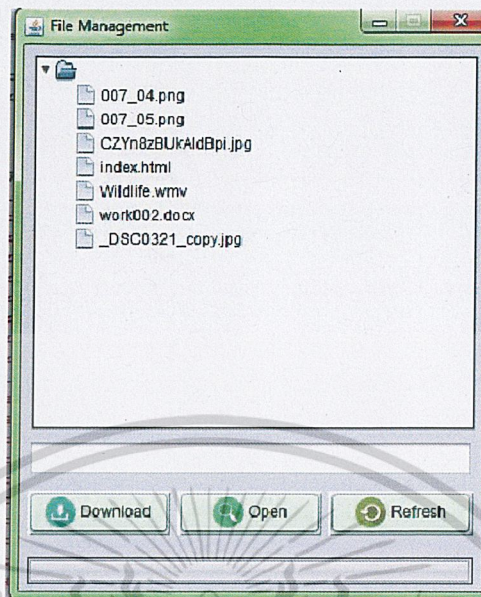 File Management
007_04.png
007_05.png
CZYn8zBUkAldBpi.jpg
index.html
Wildlife.wmv
work002.docx
_DSC0321_copy.jpg
Download Open Refresh